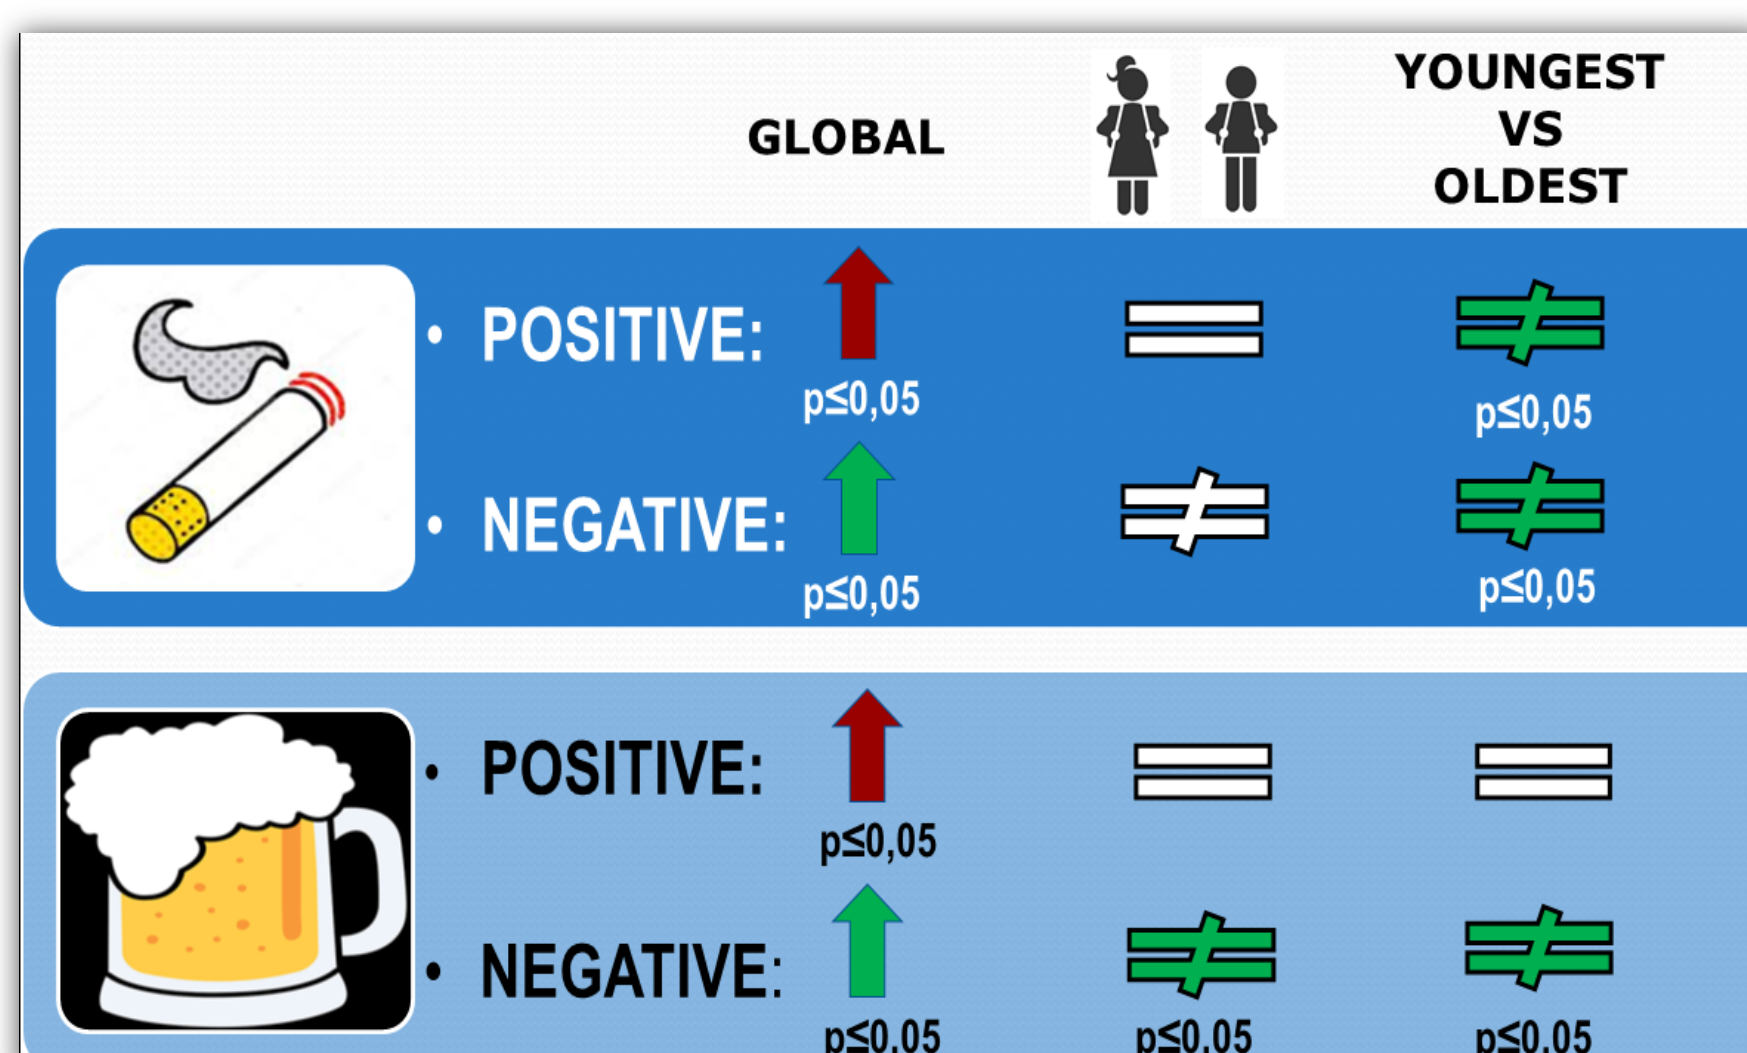 GLOBAL
YOUNGEST
VS
OLDEST
• POSITIVE:
p≤0,05
p≤0,05
• NEGATIVE:
p≤0,05
p≤0,05
• POSITIVE:
p≤0,05
• NEGATIVE:
p≤0,05
p≤0,05
p≤0,05